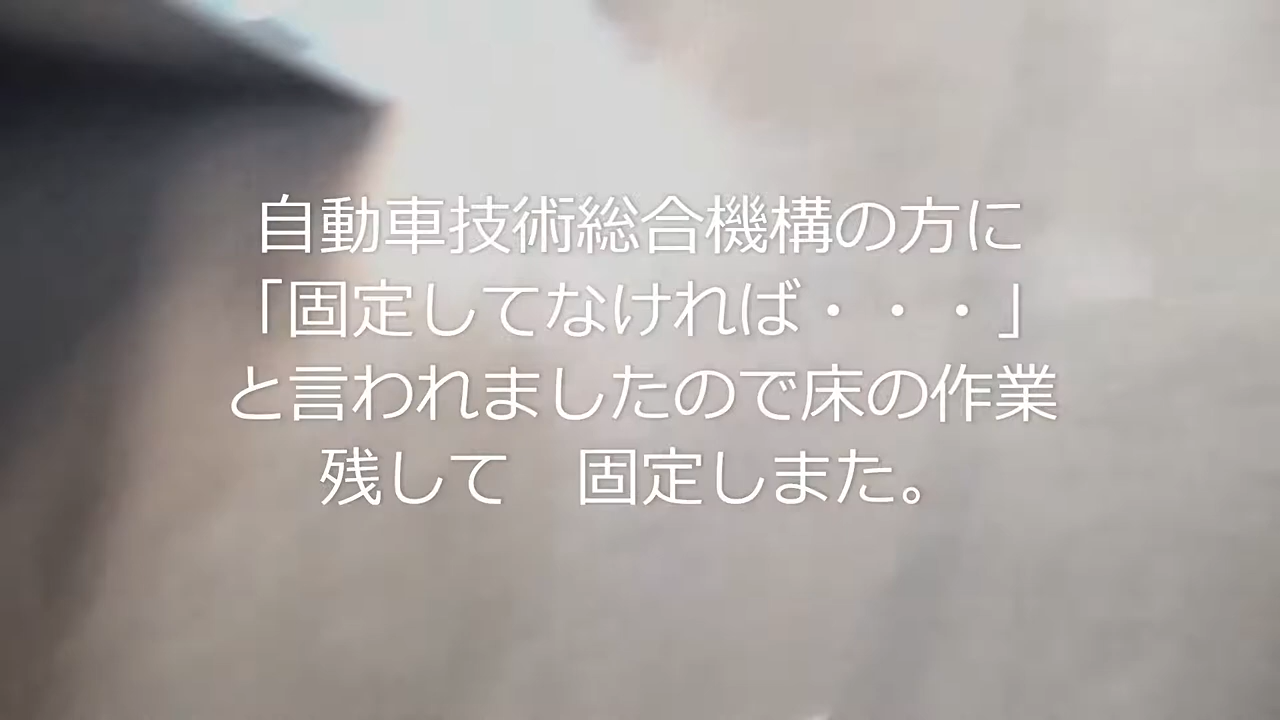 自動車技術総合機構の方に
「固定してなければ・・・」
と言われましたので床の作業
残して　固定しまた。